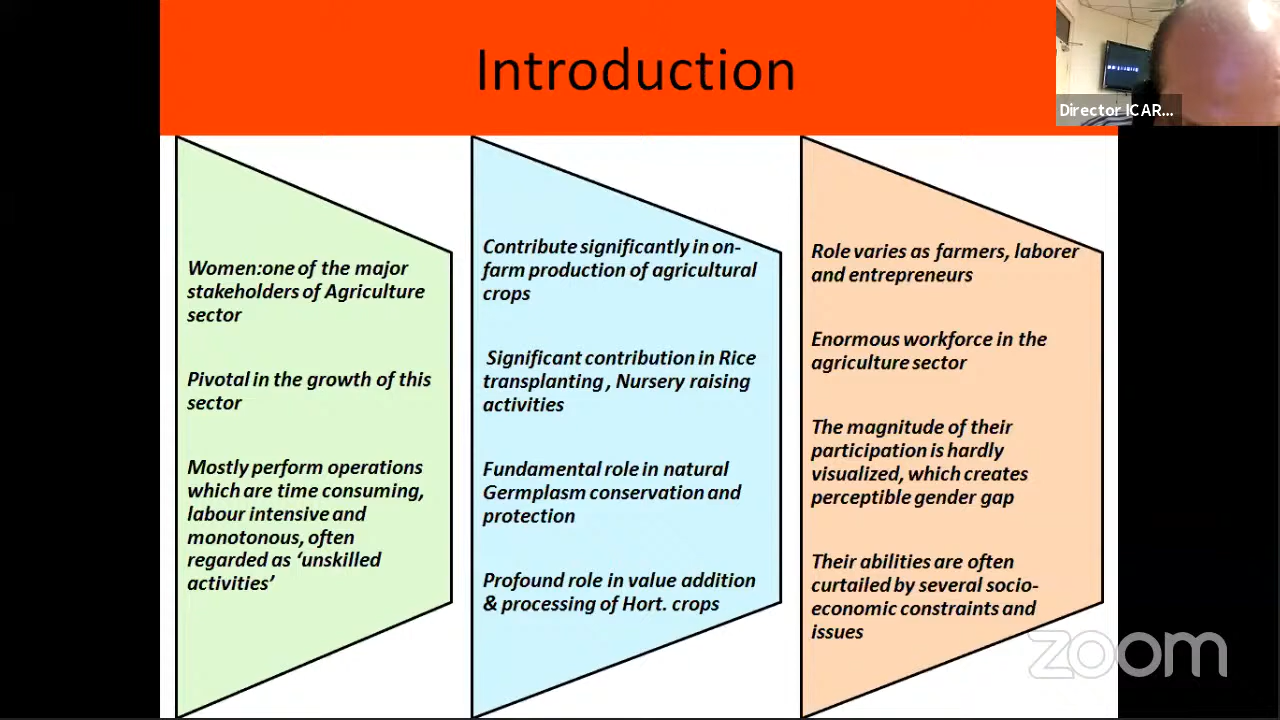 Introduction
Director ICAR...
Women:one of the major
stakeholders of Agriculture
sector
Pivotal in the growth of this
sector
Mostly perform operations
which are time consuming,
labour intensive and
monotonous, often
regarded as ‘unskilled
activities’
Contribute significantly in on-
farm production of agricultural
crops
Significant contribution in Rice
transplanting , Nursery raising
activities
Fundamental role in natural
Germplasm conservation and
protection
Profound role in value addition
& processing of Hort. crops
Role varies as farmers, laborer
and entrepreneurs
Enormous workforce in the
agriculture sector
The magnitude of their
participation is hardly
visualized, which creates
perceptible gender gap
Their abilities are often
curtailed by several socio-
economic constraints and
issues
zoom